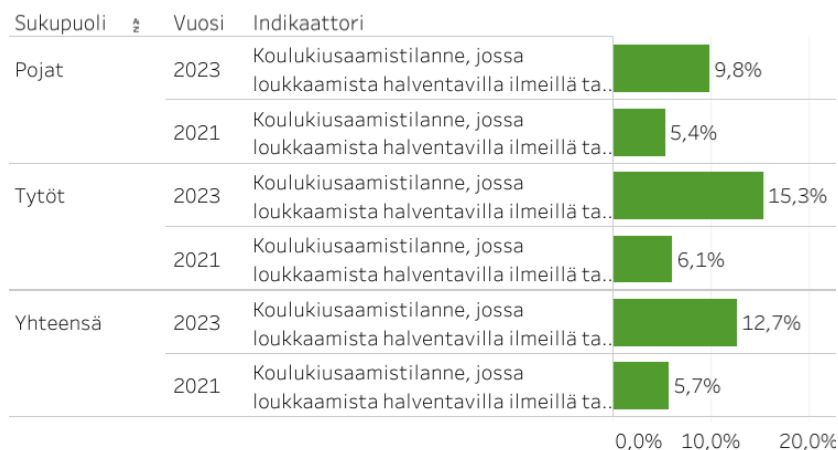 Sukupuoli Vuosi Indikaattori
Pojat 2023 Koulukiusaamistilanne, jossa
loukkaamista halventavilla ilmeillä ta.. 9,8%
2021 Koulukiusaamistilanne, jossa
loukkaamista halventavilla ilmeillä ta.. 5,4%
Tytöt 2023 Koulukiusaamistilanne, jossa
loukkaamista halventavilla ilmeillä ta.. 15,3%
2021 Koulukiusaamistilanne, jossa
loukkaamista halventavilla ilmeillä ta.. 6,1%
Yhteensä 2023 Koulukiusaamistilanne, jossa
loukkaamista halventavilla ilmeillä ta.. 12,7%
2021 Koulukiusaamistilanne, jossa
loukkaamista halventavilla ilmeillä ta.. 5,7%
0,0% 10,0% 20,0%